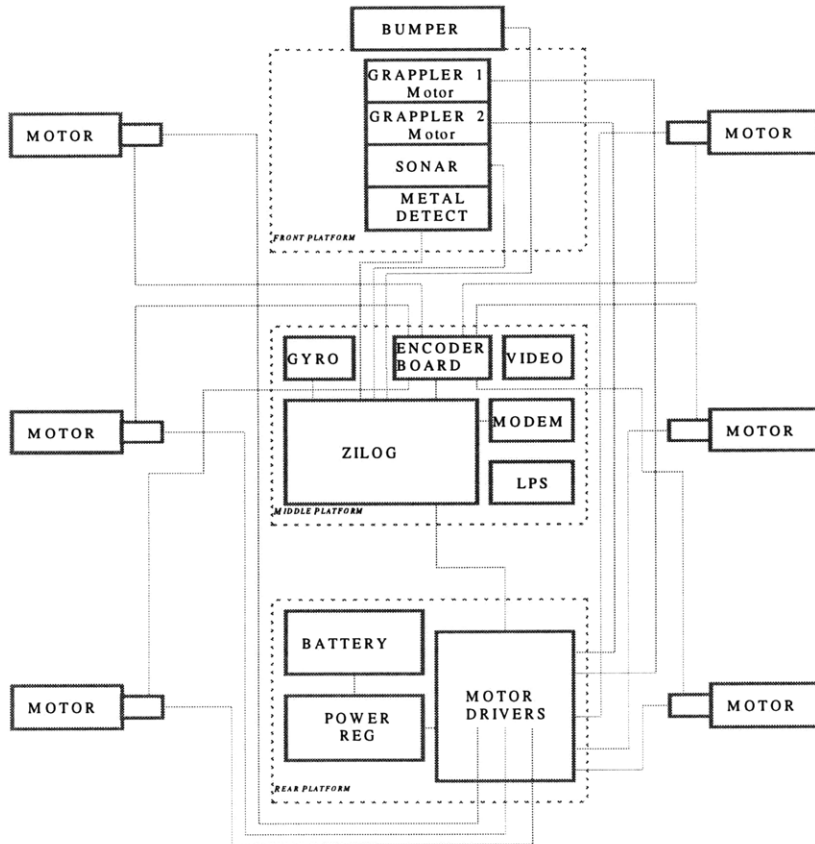 BUMPER
GRAPPLER 1
Motor
GRAPPLER 2
Motor
SONAR
METAL
DETECT
FRONT PLATFORM
MOTOR
MOTOR
GYRO
ENCODER
BOARD
VIDEO
ZILOG
MODEM
LPS
MIDDLE PLATFORM
MOTOR
MOTOR
BATTERY
POWER
REG
MOTOR
DRIVERS
REAR PLATFORM
MOTOR
MOTOR